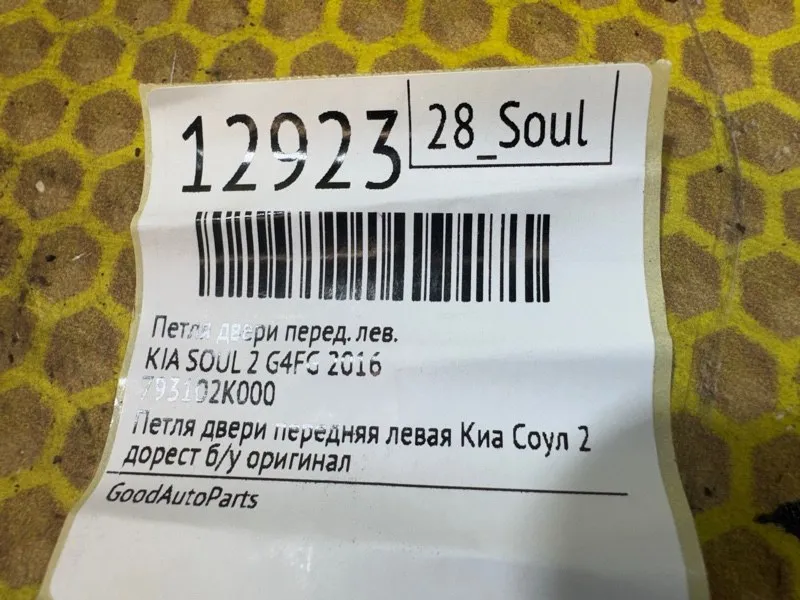 12923
28_Soul
Петля двери перед. лев.
KIA SOUL 2 G4FG 2016
793102K000
Петля двери передняя левая Киа Соул 2
дорест б/у оригинал
GoodAutoParts